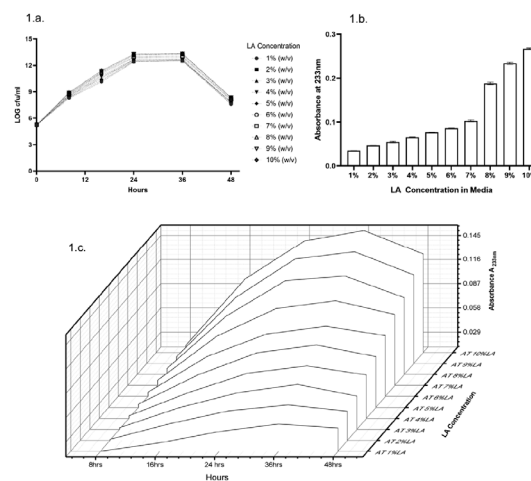 1.a.
LOG cfu/ml
15
12
9
6
3
0
0 12 24 36 48
Hours
LA Concentration
1% (w/v)
2% (w/v)
3% (w/v)
4% (w/v)
5% (w/v)
6% (w/v)
7% (w/v)
8% (w/v)
9% (w/v)
10% (w/v)
1.b.
Absorbance at 233nm
0.3
0.2
0.1
0.0
1% 2% 3% 4% 5% 6% 7% 8% 9% 10%
LA Concentration in Media
1.c.
0.145
0.116
0.087
0.058
0.029
Absorbance A 233nm
AT 10%LA
AT 9%LA
AT 8%LA
AT 7%LA
AT 6%LA
AT 5%LA
AT 4%LA
AT 3%LA
AT 2%LA
AT 1%LA
LA Concentration
8hrs 16hrs 24 hrs 36hrs 48hrs
Hours